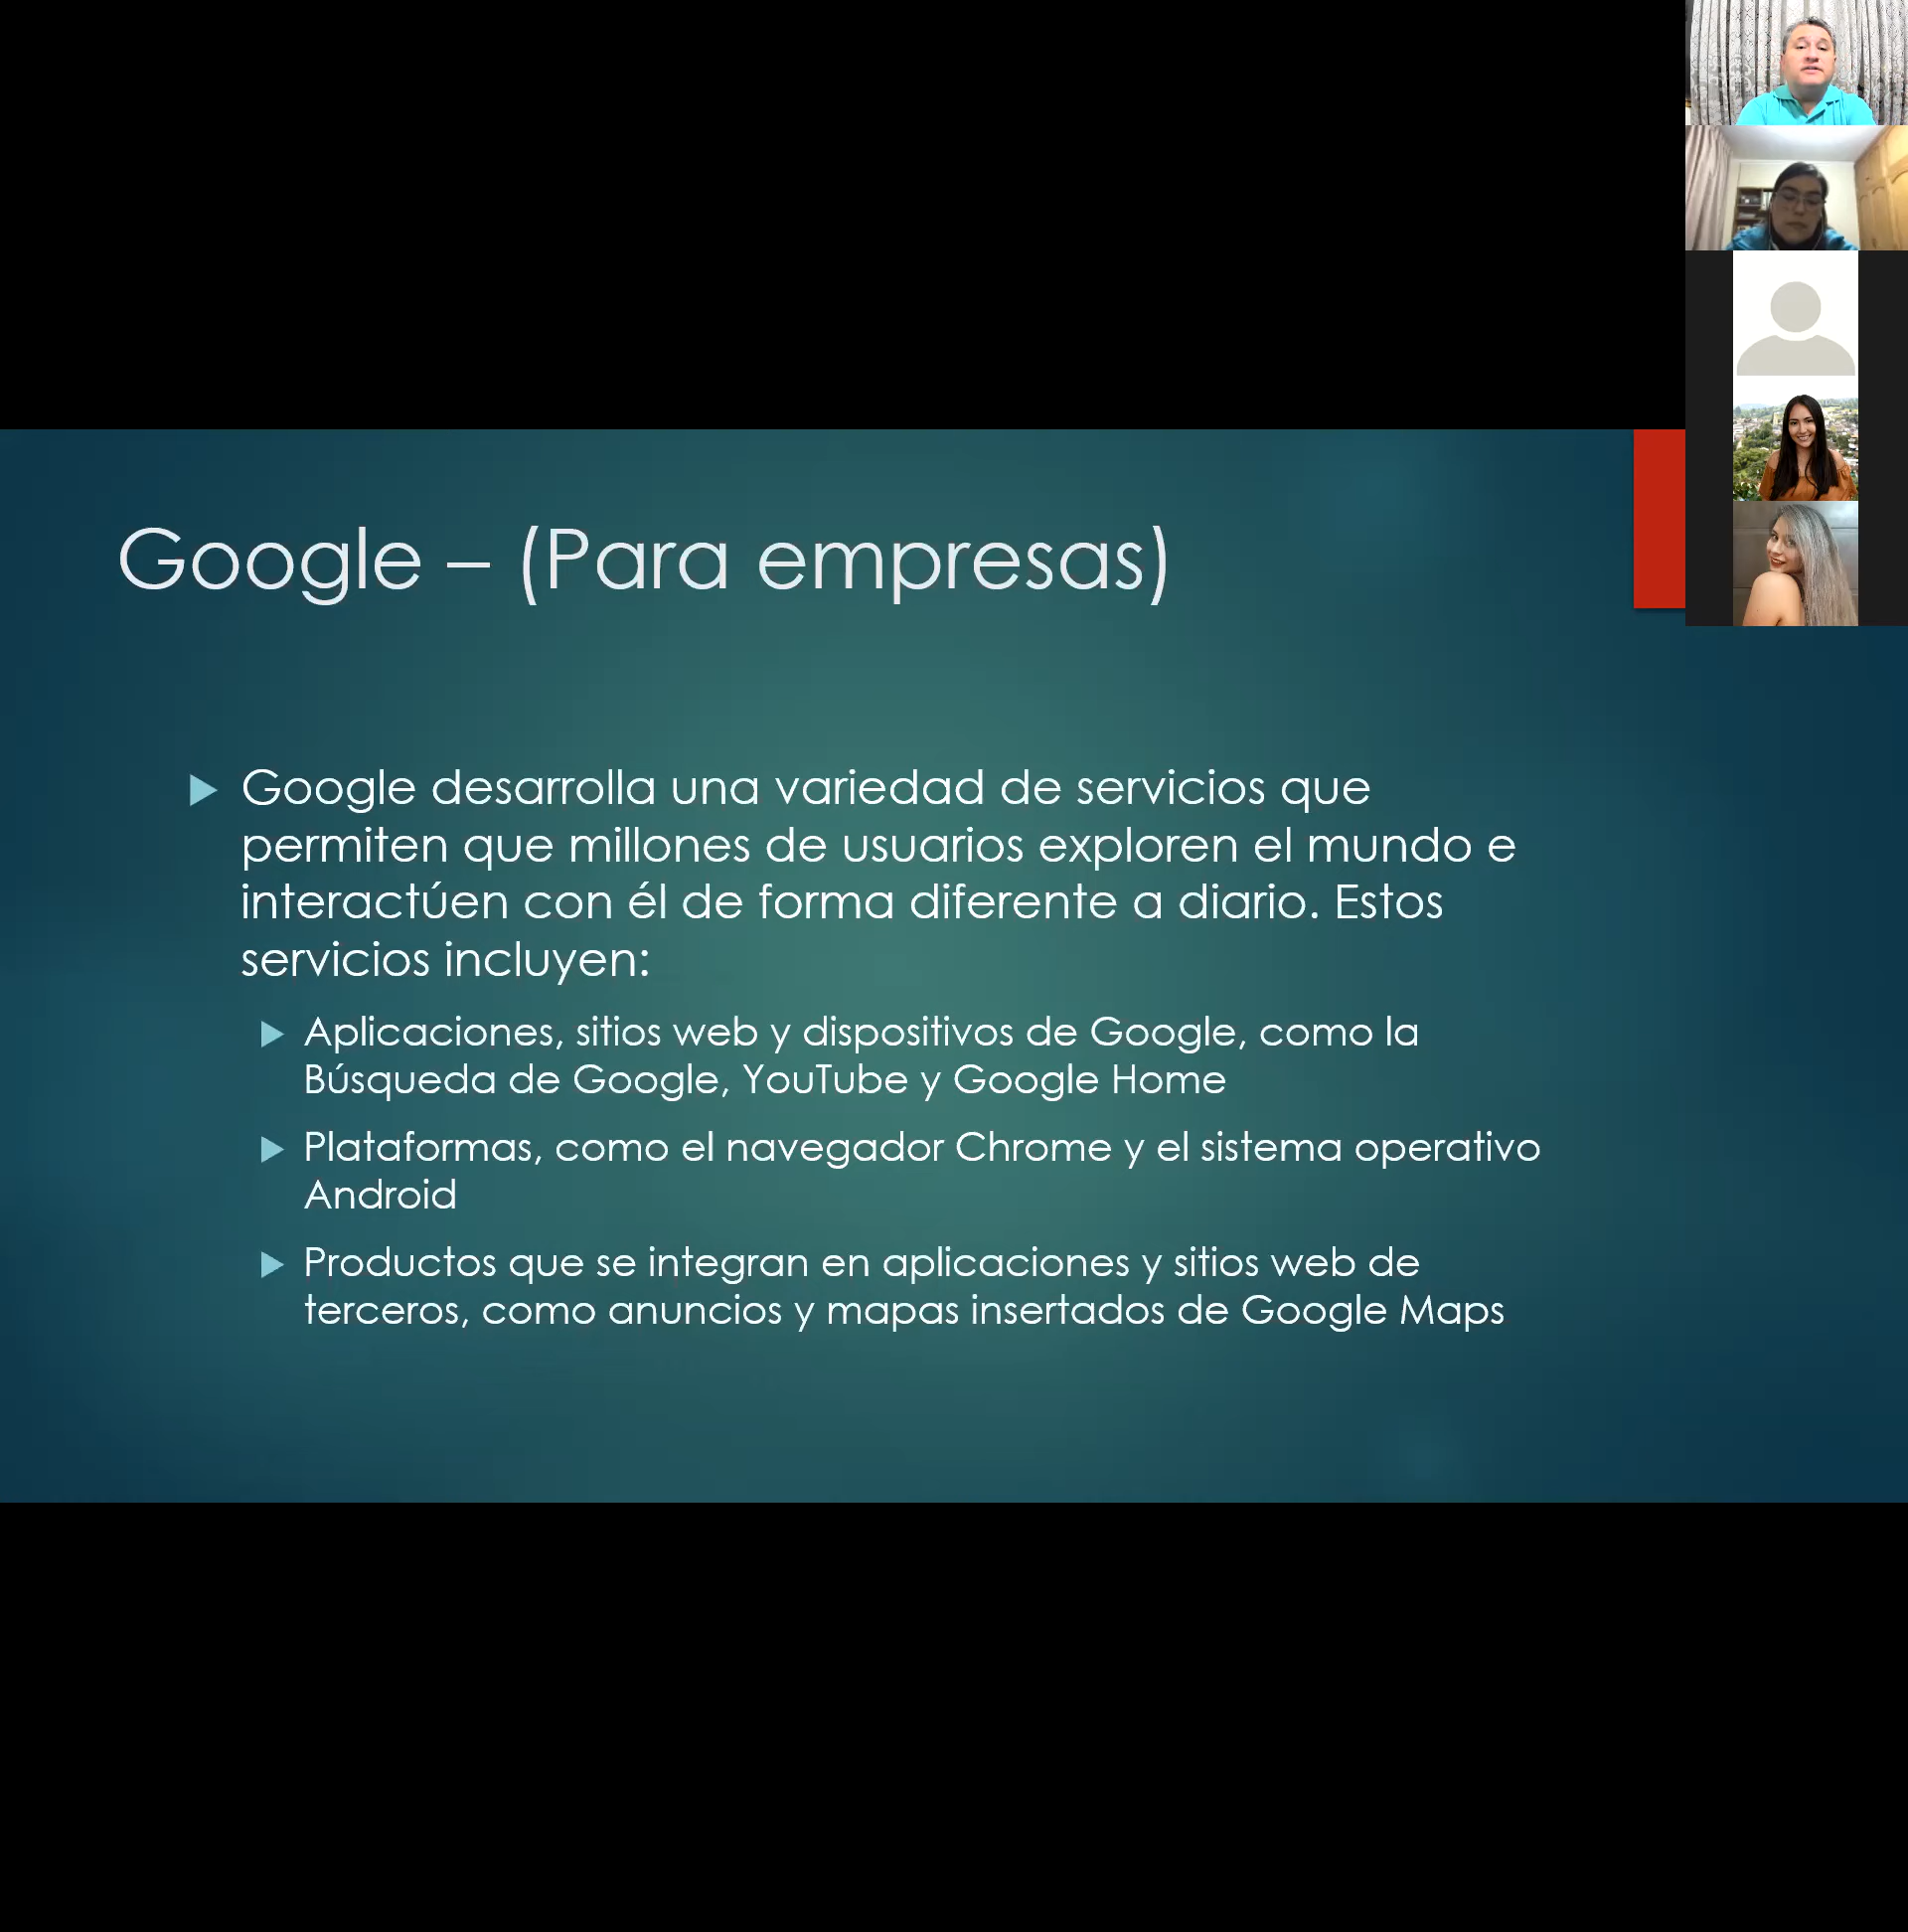 Google – (Para empresas)
Google desarrolla una variedad de servicios que
permiten que millones de usuarios exploren el mundo e
interactúen con él de forma diferente a diario. Estos
servicios incluyen:
Aplicaciones, sitios web y dispositivos de Google, como la
Búsqueda de Google, YouTube y Google Home
Plataformas, como el navegador Chrome y el sistema operativo
Android
Productos que se integran en aplicaciones y sitios web de
terceros, como anuncios y mapas insertados de Google Maps